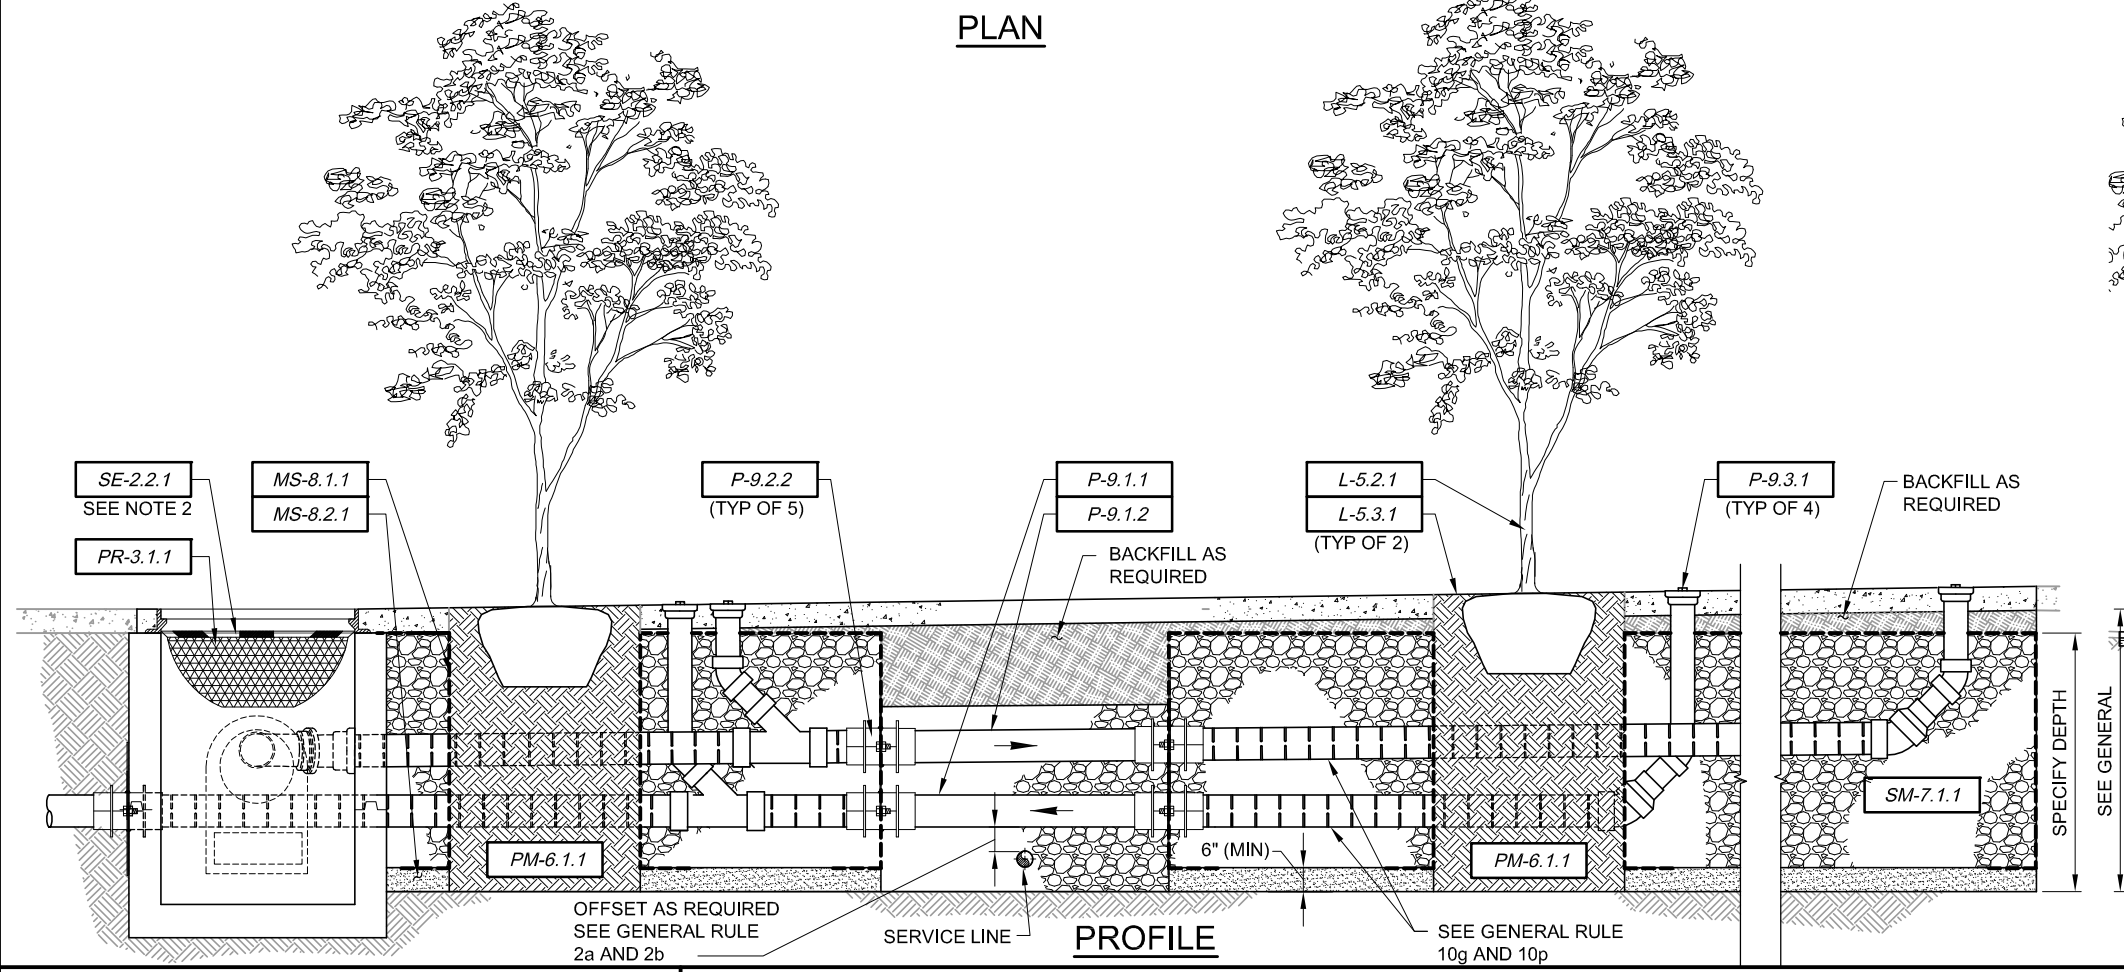 PLAN
SE-2.2.1
SEE NOTE 2
PR-3.1.1
MS-8.1.1
MS-8.2.1
P-9.2.2
(TYP OF 5)
P-9.1.1
P-9.1.2
BACKFILL AS
REQUIRED
L-5.2.1
L-5.3.1
(TYP OF 2)
P-9.3.1
(TYP OF 4)
BACKFILL AS
REQUIRED
SM-7.1.1
SPECIFY DEPTH
SEE GENERAL
PM-6.1.1
6" (MIN)
PM-6.1.1
OFFSET AS REQUIRED
SEE GENERAL RULE
2a AND 2b
SERVICE LINE
PROFILE
SEE GENERAL RULE
10g AND 10p